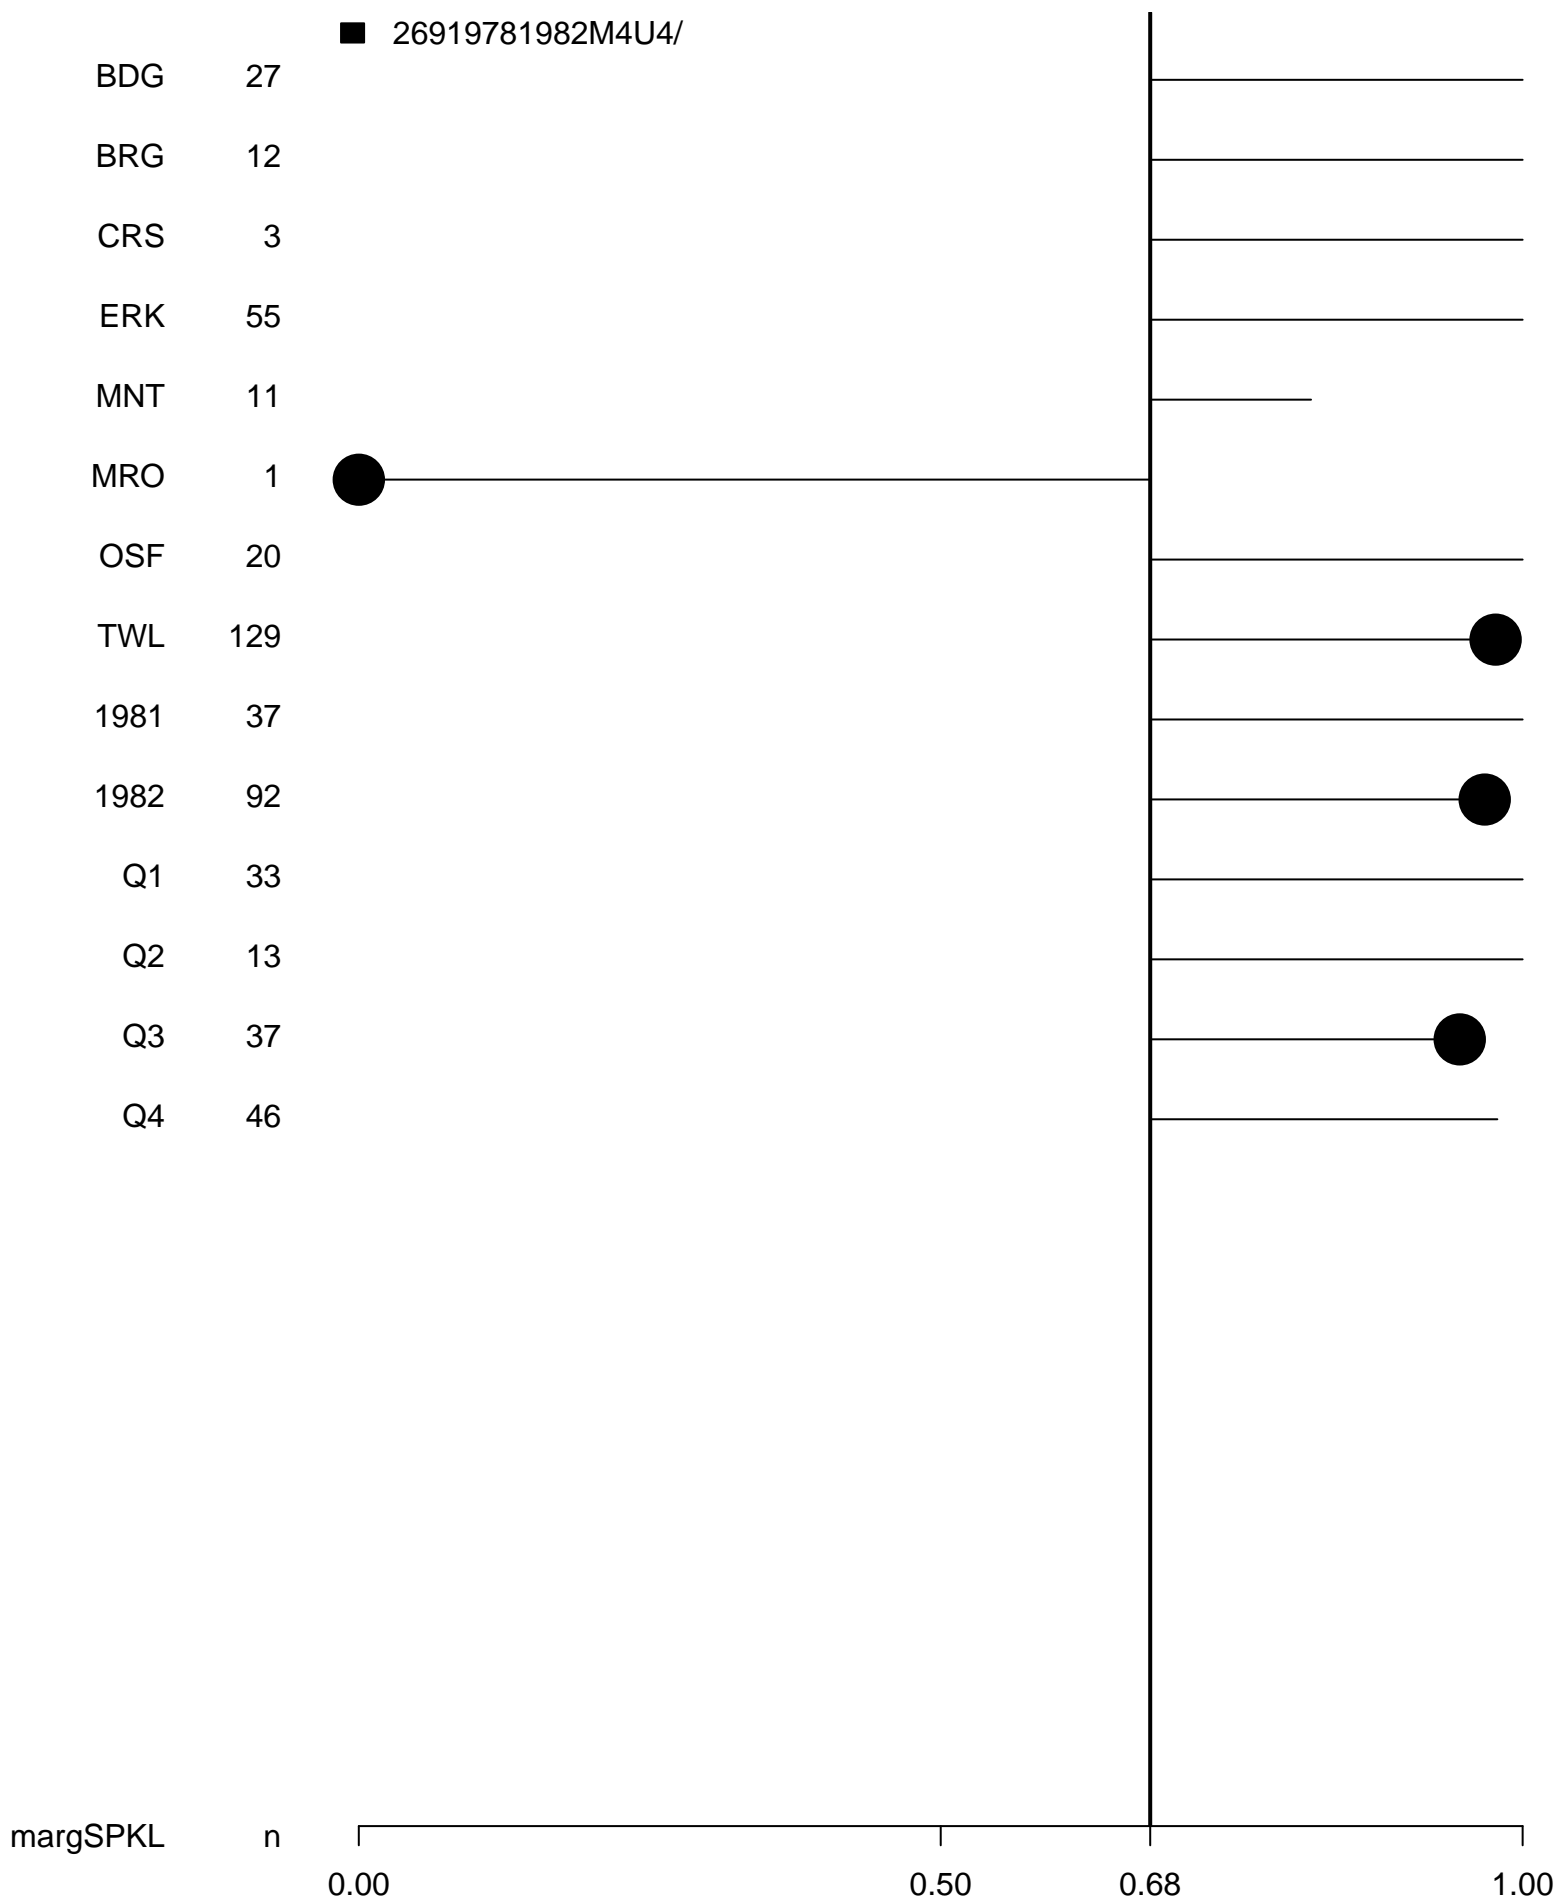 26919781982M4U4/
BDG 27
BRG 12
CRS 3
ERK 55
MNT 11
MRO 1
OSF 20
TWL 129
1981 37
1982 92
Q1 33
Q2 13
Q3 37
Q4 46
margSPKL n
0.00 0.50 0.68 1.00